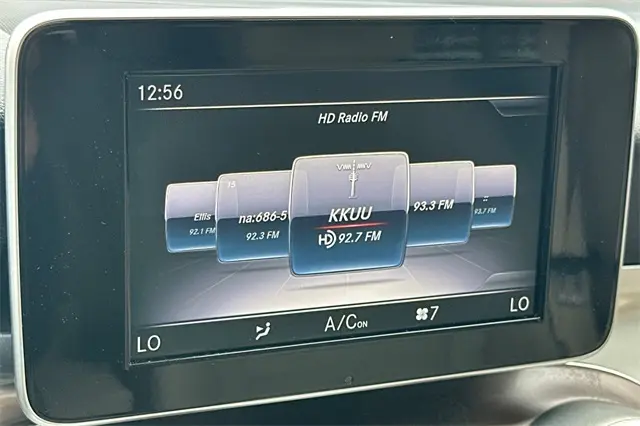 12:56
HD Radio FM
Ellis
92.1 FM
15
na:686-5
92.3 FM
KKUU
HD 92.7 FM
93.3 FM
93.7 FM
LO
A/C ON
7
LO